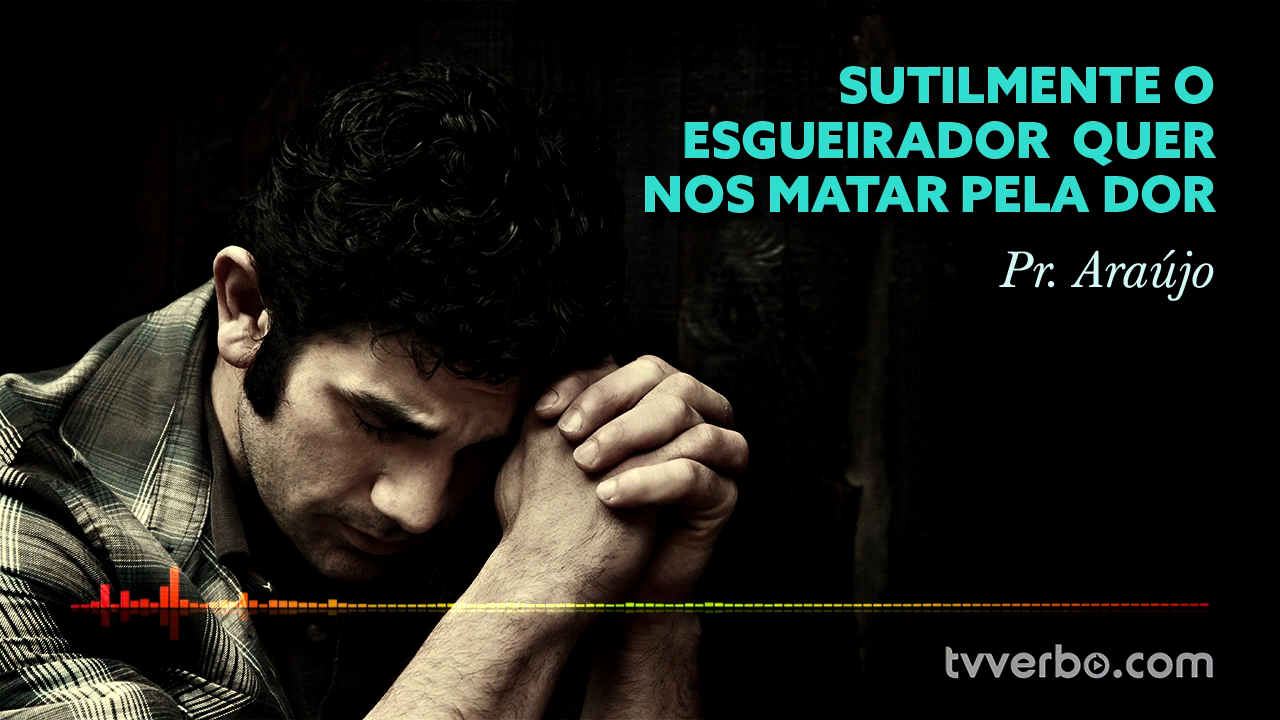 SUTILMENTE O
ESGUEIRADOR QUER
NOS MATAR PELA DOR
Pr. Araújo
tvverbo.com